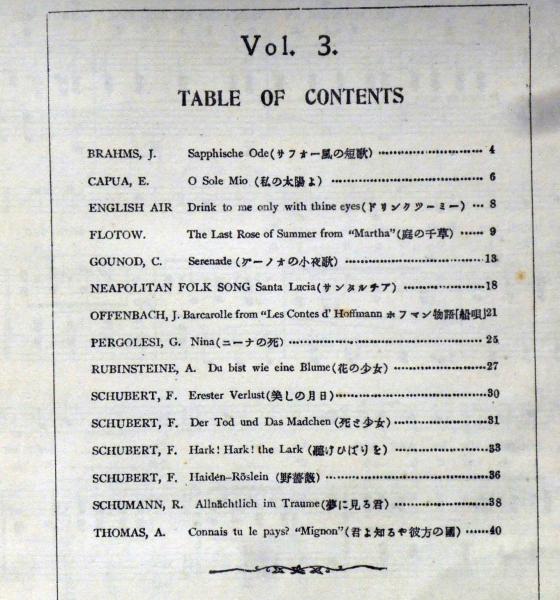 Vol. 3.
TABLE OF CONTENTS
BRAHMS, J. Sapphische Ode(サフォー風の短歌) ........................ 4
CAPUA, E. O Sole Mio (私の太陽よ) ................................ 6
ENGLISH AIR Drink to me only with thine eyes(ドリンクツーミー) ... 8
FLOTOW. The Last Rose of Summer from "Martha"(庭の千草) ...... 9
GOUNOD, C. Serenade (グーノオの小夜歌)..............................13
NEAPOLITAN FOLK SONG Santa Lucia(サンタルチア) ..................18
OFFENBACH, J. Barcarolle from "Les Contes d' Hoffmann ホフマン物語[船唄]21
PERGOLESI, G. Nina(ニーナの死) .................................... 25
RUBINSTEINE, A. Du bist wie eine Blume(花の少女) ..................27
SCHUBERT, F. Erester Verlust(美しの月日)..............................30
SCHUBERT, F. Der Tod und Das Madchen (死と少女) ..................31
SCHUBERT, F. Hark! Hark! the Lark (聴けひばりを) ..................33
SCHUBERT, F. Haiden-Röslein (野薔薇) ..............................36
SCHUMANN, R. Allnächtlich im Traume(夢に見る君) ..................38
THOMAS, A. Connais tu le pays? "Mignon"(君よ知るや彼方の國) ......40